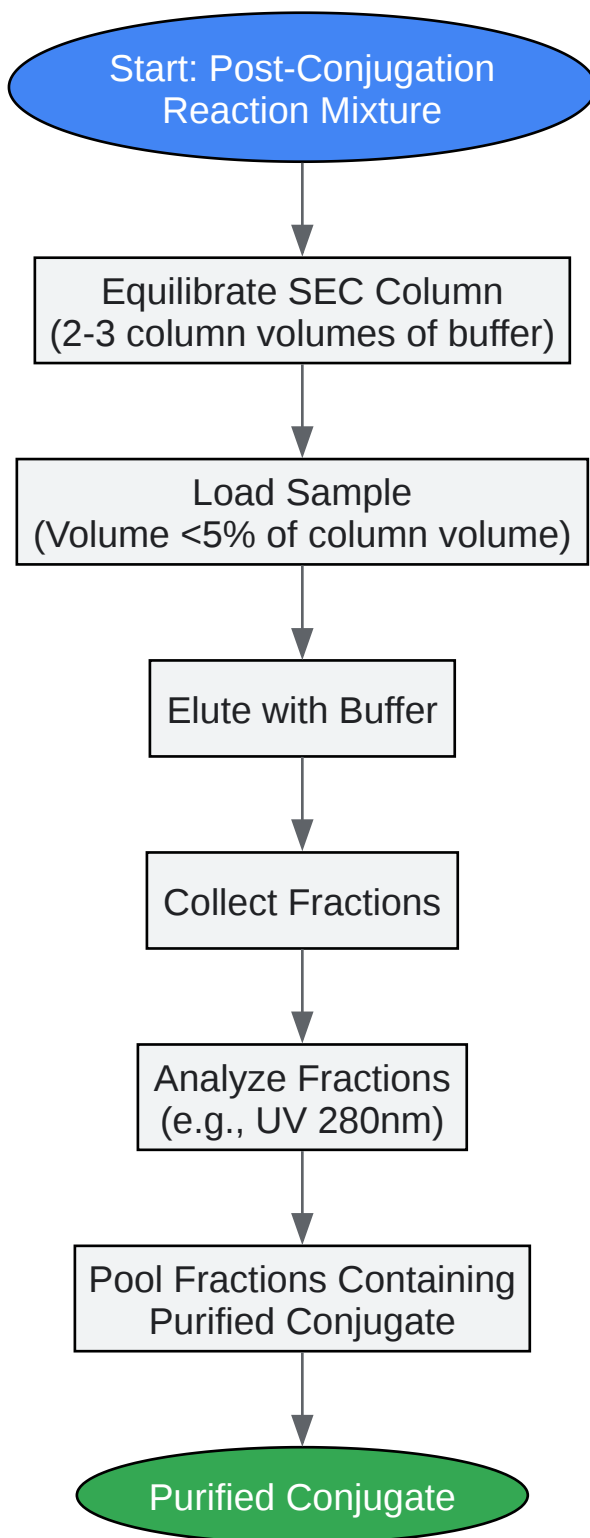 Start: Post-Conjugation
Reaction Mixture
Equilibrate SEC Column
(2-3 column volumes of buffer)
Load Sample
(Volume <5% of column volume)
Elute with Buffer
Collect Fractions
Analyze Fractions
(e.g., UV 280nm)
Pool Fractions Containing
Purified Conjugate
Purified Conjugate